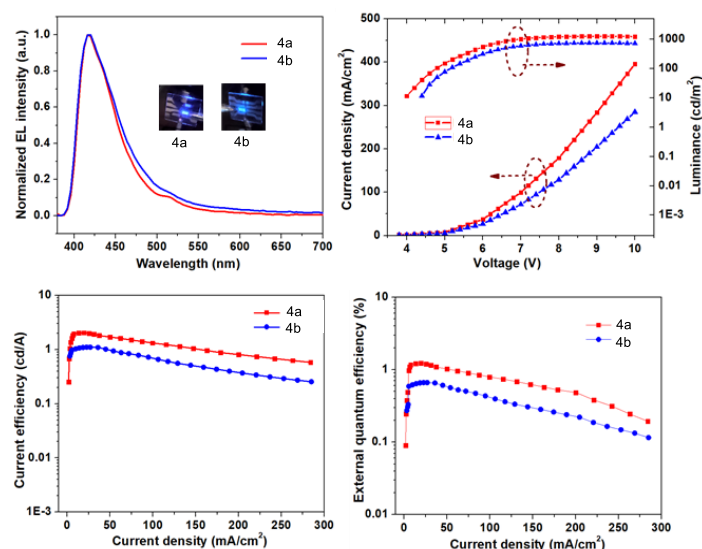 Normalized EL intensity (a.u.)
1.0
0.8
0.6
0.4
0.2
0.0
4a
4b
4a
4b
400 450 500 550 600 650 700
Wavelength (nm)
Current density (mA/cm²)
500
450
400
350
300
250
200
150
100
50
0
4a
4b
1000
100
10
1
0.1
0.01
1E-3
Luminance (cd/m²)
4 5 6 7 8 9 10
Voltage (V)
Current efficiency (cd/A)
10
1
0.1
0.01
1E-3
4a
4b
0 50 100 150 200 250 300
Current density (mA/cm²)
External quantum efficiency (%)
10
1
0.1
0.01
4a
4b
0 50 100 150 200 250 300
Current density (mA/cm²)